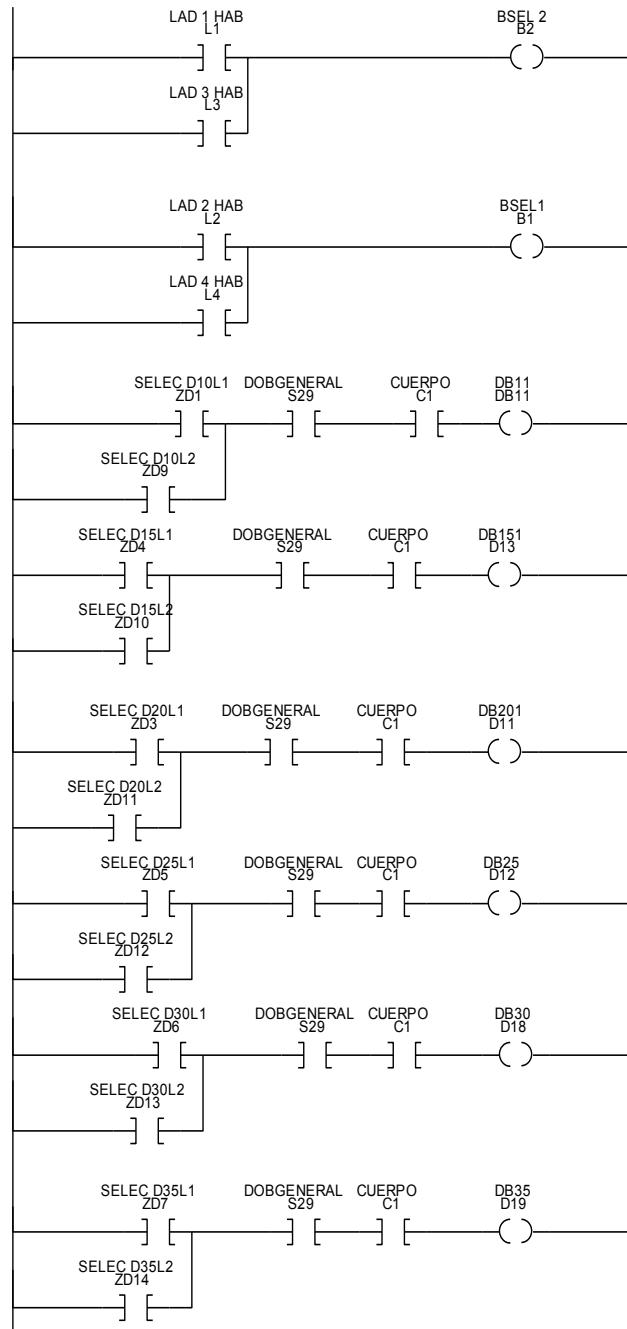 LAD 1 HAB
L1
BSEL 2
B2
LAD 3 HAB
L3
LAD 2 HAB
L2
BSEL1
B1
LAD 4 HAB
L4
SELEC D10L1
ZD1
DOBGENERAL
S29
CUERPO
C1
DB11
DB11
SELEC D10L2
ZD9
SELEC D15L1
ZD4
DOBGENERAL
S29
CUERPO
C1
DB151
D13
SELEC D15L2
ZD10
SELEC D20L1
ZD3
DOBGENERAL
S29
CUERPO
C1
DB201
D11
SELEC D20L2
ZD11
SELEC D25L1
ZD5
DOBGENERAL
S29
CUERPO
C1
DB25
D12
SELEC D25L2
ZD12
SELEC D30L1
ZD6
DOBGENERAL
S29
CUERPO
C1
DB30
D18
SELEC D30L2
ZD13
SELEC D35L1
ZD7
DOBGENERAL
S29
CUERPO
C1
DB35
D19
SELEC D35L2
ZD14